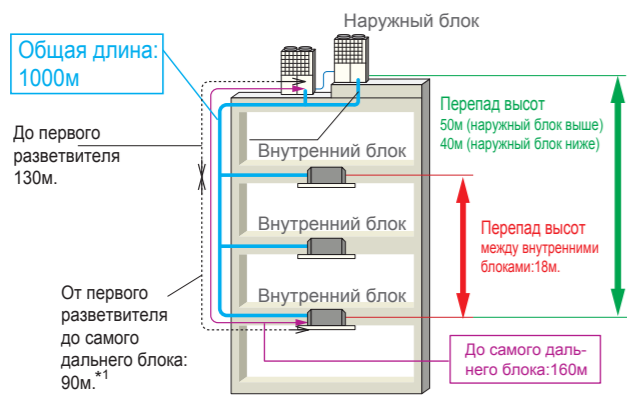 Наружный блок
Общая длина:
1000м
Перепад высот
50м (наружный блок выше)
40м (наружный блок ниже)
До первого
разветвителя
130м.
Внутренний блок
Внутренний блок
Перепад высот
между внутренними
блоками:18м.
От первого
разветвителя
до самого
дальнего блока:
90м.*1
Внутренний блок
До самого даль-
него блока:160м